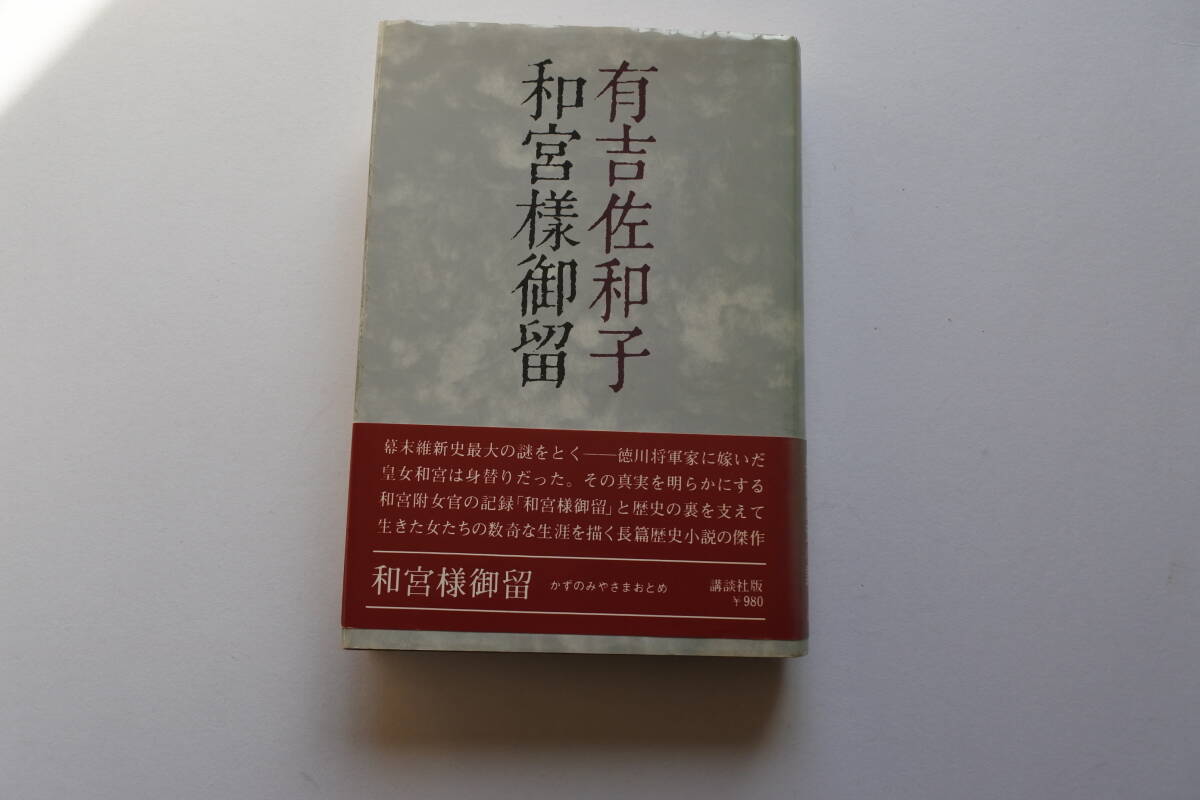 有吉佐和子
和宮樣御留
幕末維新史最大の謎をとく──徳川将軍家に嫁いだ
皇女和宮は身替りだった。その真実を明らかにする
和宮附女官の記録「和宮様御留」と歴史の裏を支えて
生きた女たちの数奇な生涯を描く長篇歴史小説の傑作
和宮様御留 かずのみやさまおとめ
講談社版
￥980